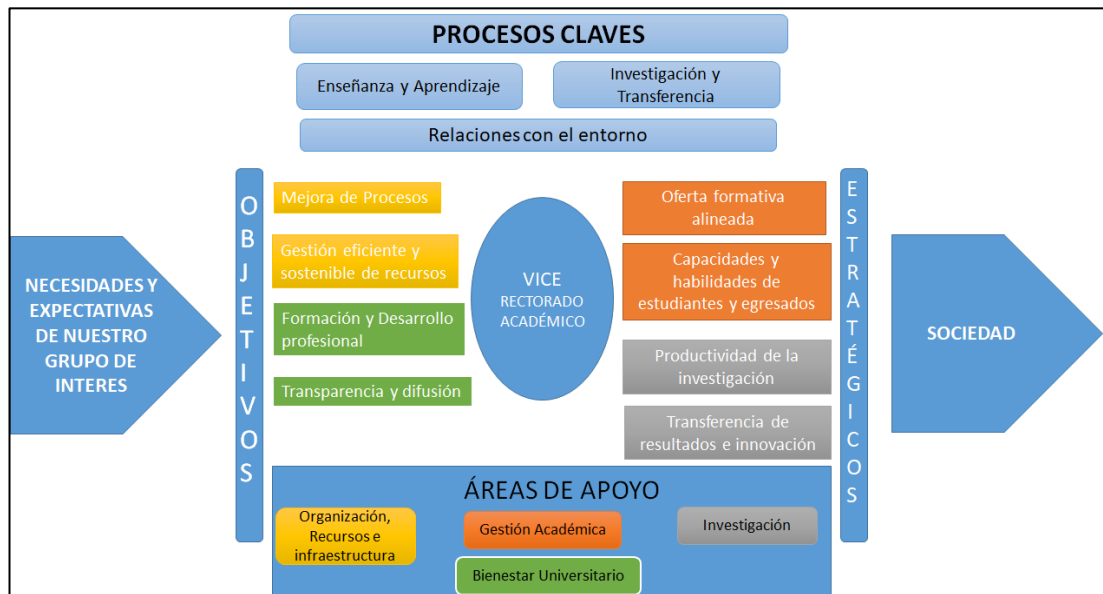 PROCESOS CLAVES
Enseñanza y Aprendizaje
Investigación y
Transferencia
Relaciones con el entorno
NECESIDADES Y
EXPECTATIVAS
DE NUESTRO
GRUPO DE
INTERES
OBJETIVOS
Mejora de Procesos
Gestión eficiente y
sostenible de recursos
Formación y Desarrollo
profesional
Transparencia y difusión
VICE
RECTORADO
ACADÉMICO
Oferta formativa
alineada
Capacidades y
habilidades de
estudiantes y egresados
Productividad de la
investigación
Transferencia de
resultados e innovación
ESTRATÉGICOS
SOCIEDAD
ÁREAS DE APOYO
Organización,
Recursos e
infraestructura
Gestión Académica
Investigación
Bienestar Universitario